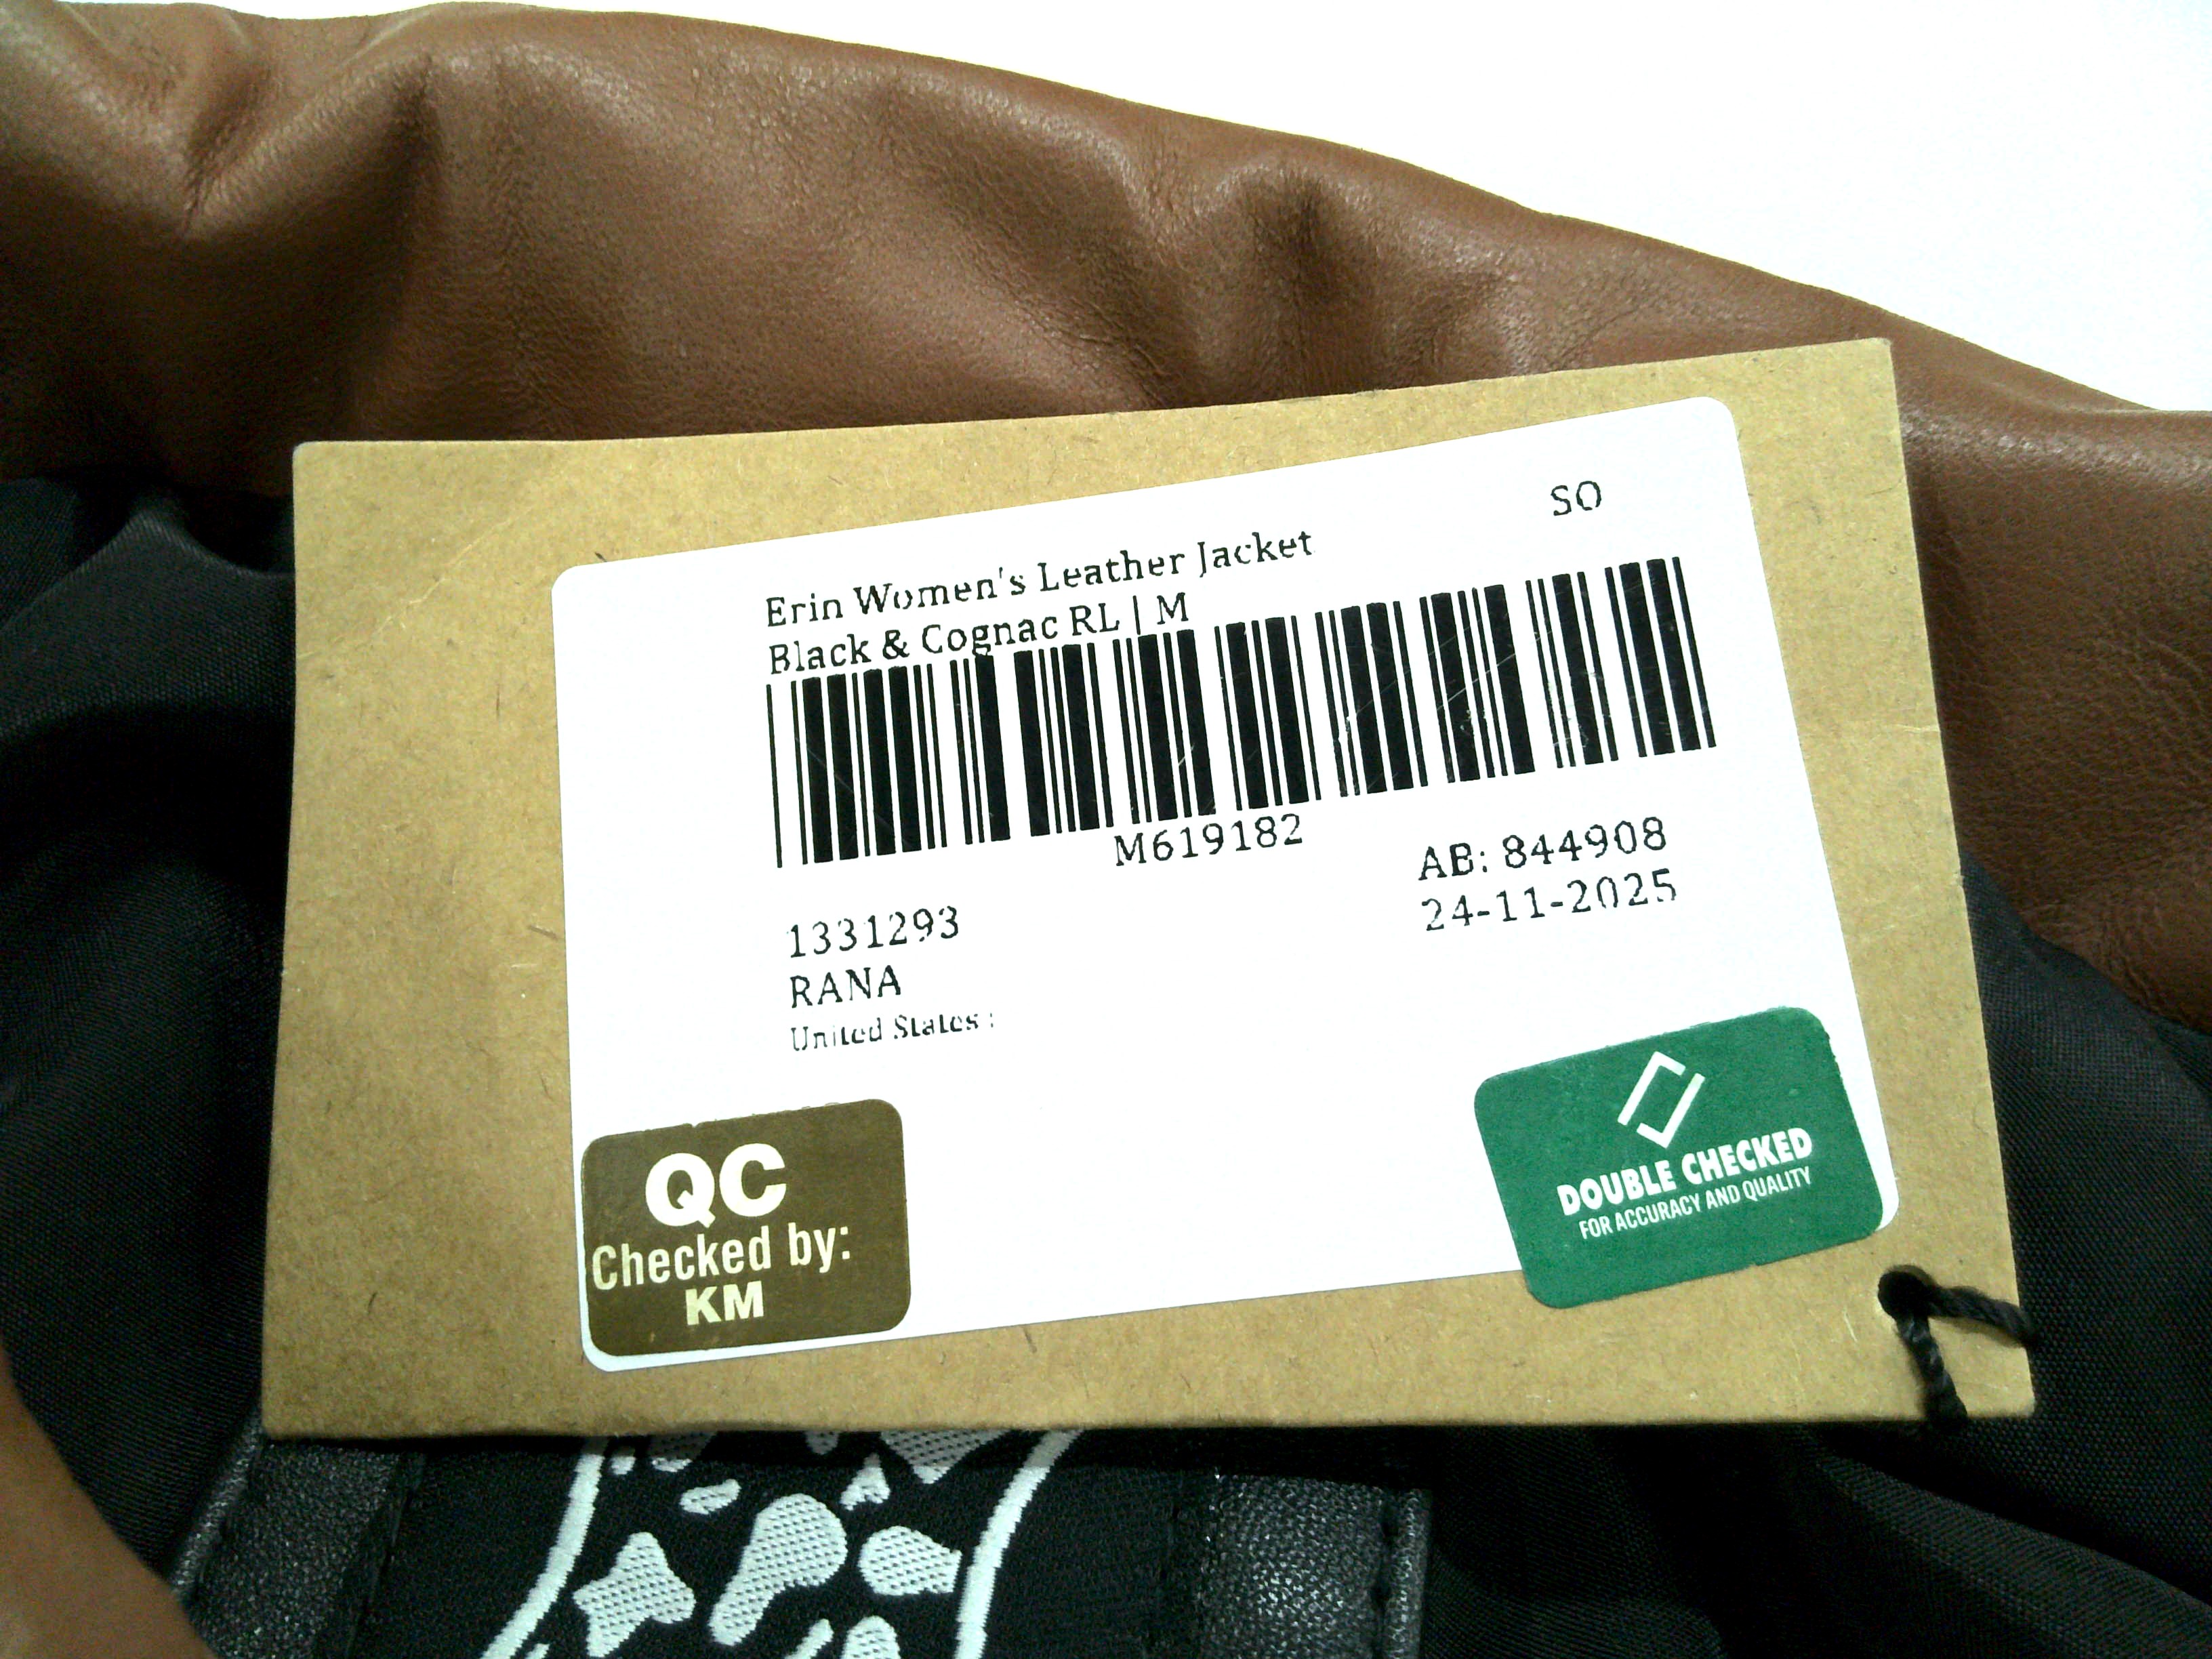 SO
Erin Women's Leather Jacket
Black & Cognac RL | M
M619182
AB: 844908
24-11-2025
1331293
RANA
United States :
QC
Checked by:
KM
DOUBLE CHECKED
FOR ACCURACY AND QUALITY